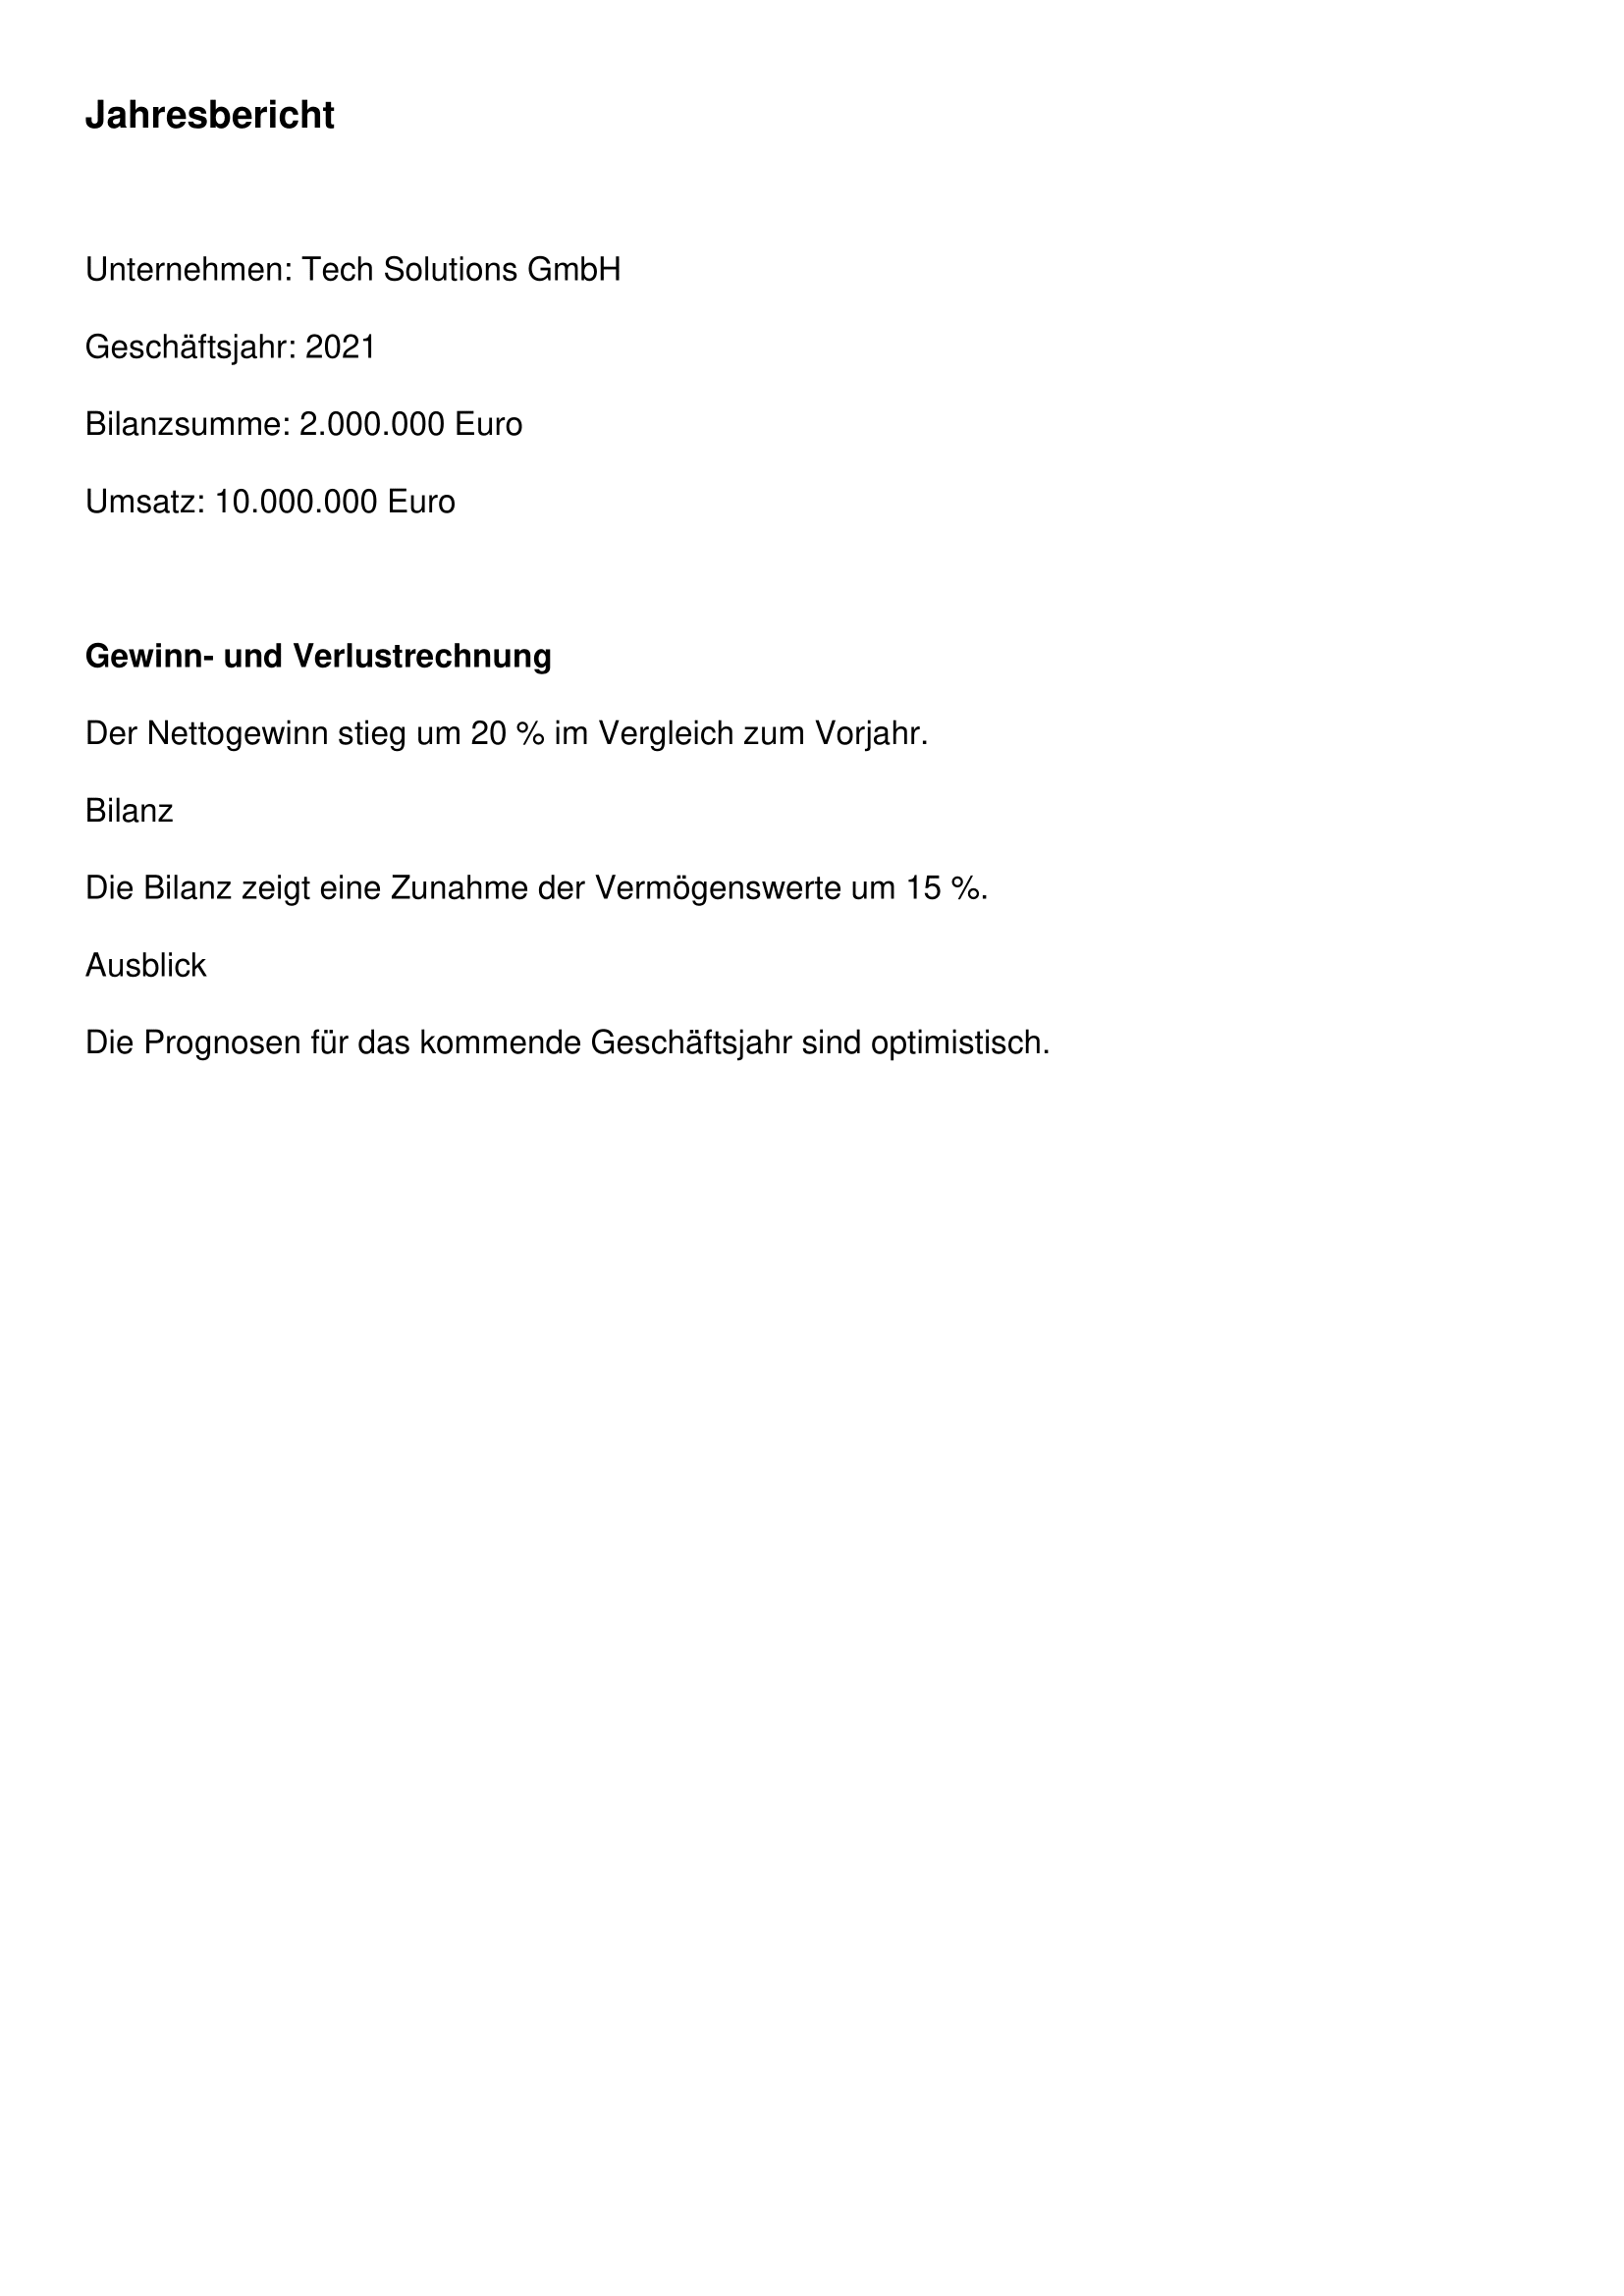 Jahresbericht
Unternehmen: Tech Solutions GmbH
Geschäftsjahr: 2021
Bilanzsumme: 2.000.000 Euro
Umsatz: 10.000.000 Euro
Gewinn- und Verlustrechnung
Der Nettogewinn stieg um 20 % im Vergleich zum Vorjahr.
Bilanz
Die Bilanz zeigt eine Zunahme der Vermögenswerte um 15 %.
Ausblick
Die Prognosen für das kommende Geschäftsjahr sind optimistisch.